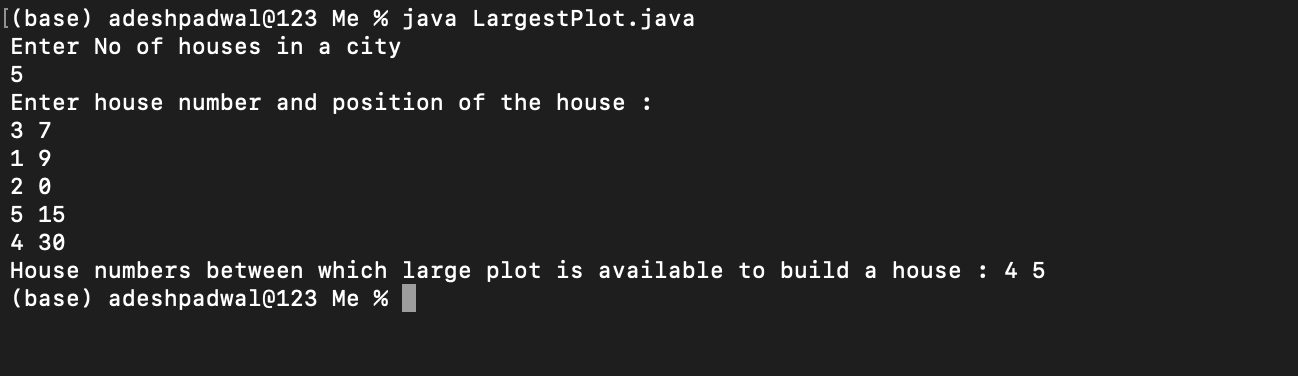 [(base) adeshpadwal@123 Me % java LargestPlot.java
Enter No of houses in a city
5
Enter house number and position of the house :
3 7
1 9
2 0
5 15
4 30
House numbers between which large plot is available to build a house : 4 5
(base) adeshpadwal@123 Me %